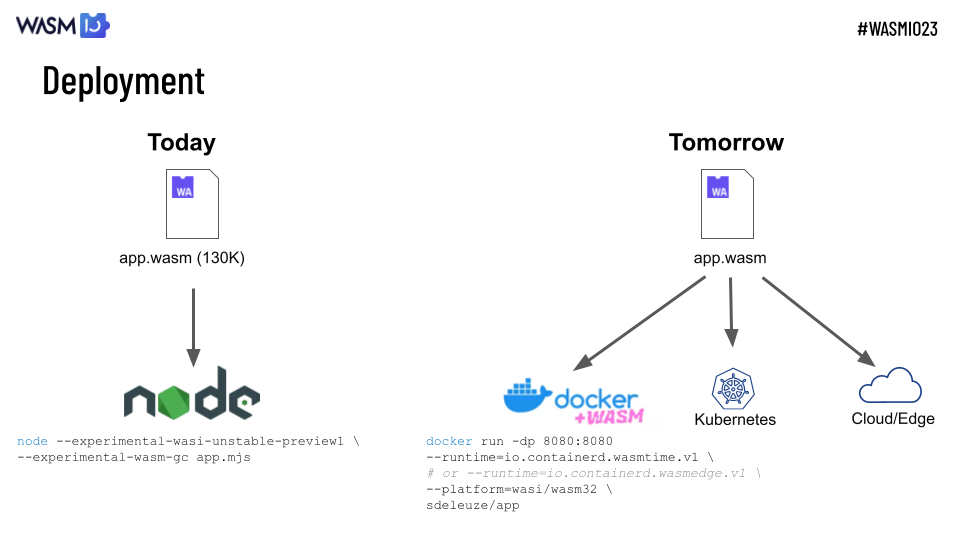 WASM IO
#WASMIO23
Deployment
Today
WA
app.wasm (130K)
node
node --experimental-wasi-unstable-preview1 \
--experimental-wasm-gc app.mjs
Tomorrow
WA
app.wasm
docker
+WASM
Kubernetes
Cloud/Edge
docker run -dp 8080:8080
--runtime=io.containerd.wasmtime.v1 \
# or --runtime=io.containerd.wasmedge.v1 \
--platform=wasi/wasm32 \
sdeleuze/app